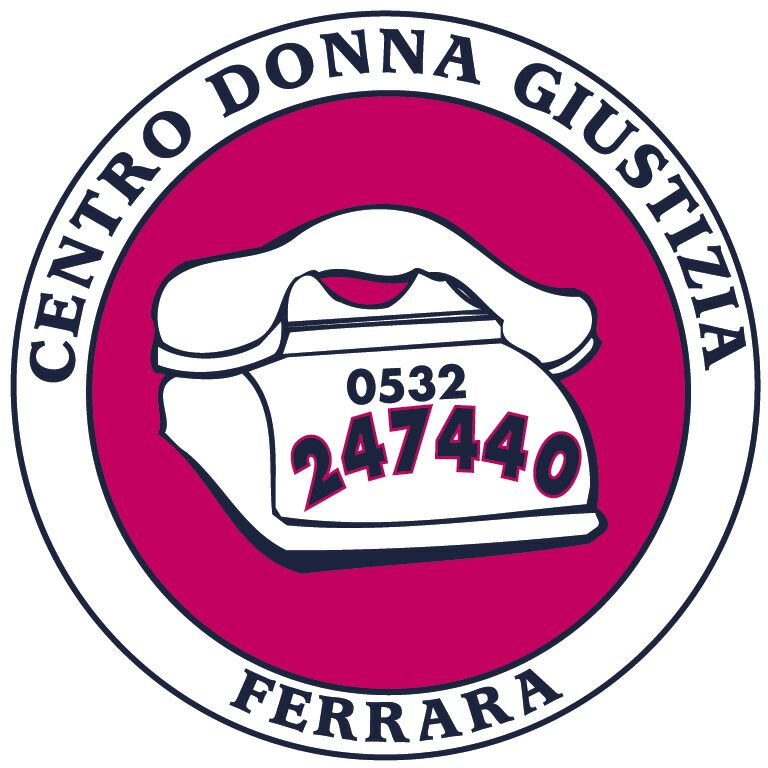 CENTRO DONNA GIUSTIZIA
0532
247440
FERRARA